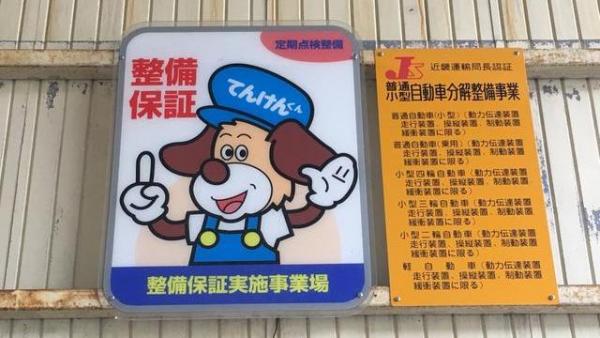 定期点検整備
整備
保証
てんけんくん
整備保証実施事業場
JS 近畿運輸局長認証
普通
小型 自動車分解整備事業
普通自動車(小型)(動力伝達装置
走行装置、操縦装置、制動装置
緩衝装置に限る)
普通自動車(乗用)(動力伝達装置
走行装置、操縦装置、制動装置
緩衝装置に限る)
小型四輪自動車(動力伝達装置
走行装置、操縦装置、制動装置
緩衝装置に限る)
小型三輪自動車(動力伝達装置
走行装置、操縦装置、制動装置
緩衝装置に限る)
小型二輪自動車(動力伝達装置
走行装置、操縦装置、制動装置
緩衝装置に限る)
軽自動車(動力伝達装置
走行装置、操縦装置、制動装置
緩衝装置に限る)